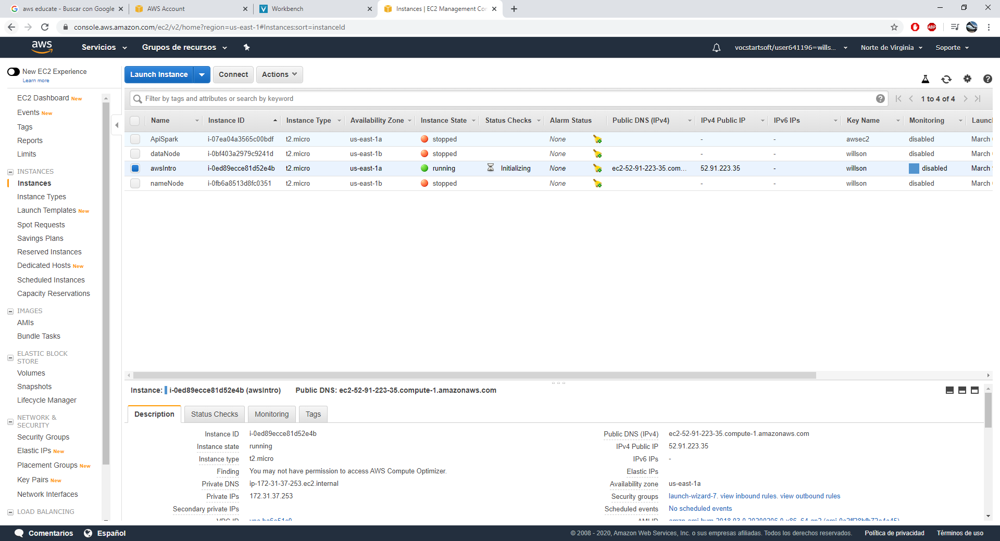 aws educate - Buscar con Google
AWS Account
Workbench
Instances | EC2 Management Cor
console.aws.amazon.com/ec2/v2/home?region=us-east-1#Instances:sort=instanceId
ABP
aws
Servicios
Grupos de recursos
vocstartsoft/user641196=wills...
Norte de Virginia
Soporte
New EC2 Experience
Learn more
Launch Instance
Connect
Actions
Filter by tags and attributes or search by keyword
1 to 4 of 4
EC2 Dashboard New
Events New
Tags
Reports
Limits
INSTANCES
Instances
Instance Types
Launch Templates New
Spot Requests
Savings Plans
Reserved Instances
Dedicated Hosts New
Scheduled Instances
Capacity Reservations
IMAGES
AMIs
Bundle Tasks
ELASTIC BLOCK
STORE
Volumes
Snapshots
Lifecycle Manager
NETWORK &
SECURITY
Security Groups
Elastic IPs New
Placement Groups New
Key Pairs New
Network Interfaces
LOAD BALANCING
Name Instance ID Instance Type Availability Zone Instance State Status Checks Alarm Status Public DNS (IPv4) IPv4 Public IP IPv6 IPs Key Name Monitoring Launc
ApiSpark i-07ea04a3565c00bdf t2.micro us-east-1a stopped None - - awsec2 disabled March
dataNode i-0bf403a2979c9241d t2.micro us-east-1b stopped None - - willson disabled March
awsIntro i-0ed89ecce81d52e4b t2.micro us-east-1a running Initializing None ec2-52-91-223-35.com... 52.91.223.35 - willson disabled March
nameNode i-0fb6a8513d8fc0351 t2.micro us-east-1b stopped None - - willson disabled March
Instance: i-0ed89ecce81d52e4b (awsIntro) Public DNS: ec2-52-91-223-35.compute-1.amazonaws.com
Description Status Checks Monitoring Tags
Instance ID i-0ed89ecce81d52e4b
Instance state running
Instance type t2.micro
Finding You may not have permission to access AWS Compute Optimizer.
Private DNS ip-172-31-37-253.ec2.internal
Private IPs 172.31.37.253
Secondary private IPs
Public DNS (IPv4) ec2-52-91-223-35.compute-1.amazonaws.com
IPv4 Public IP 52.91.223.35
IPv6 IPs -
Elastic IPs
Availability zone us-east-1a
Security groups launch-wizard-7. view inbound rules. view outbound rules
Scheduled events No scheduled events
Comentarios
Español
© 2008 - 2020, Amazon Web Services, Inc. o sus empresas afiliadas. Todos los derechos reservados.
Política de privacidad
Términos de uso